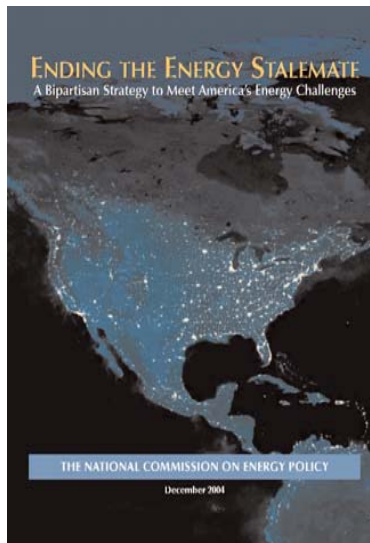 ENDING THE ENERGY STALEMATE
A Bipartisan Strategy to Meet America's Energy Challenges
THE NATIONAL COMMISSION ON ENERGY POLICY
December 2004